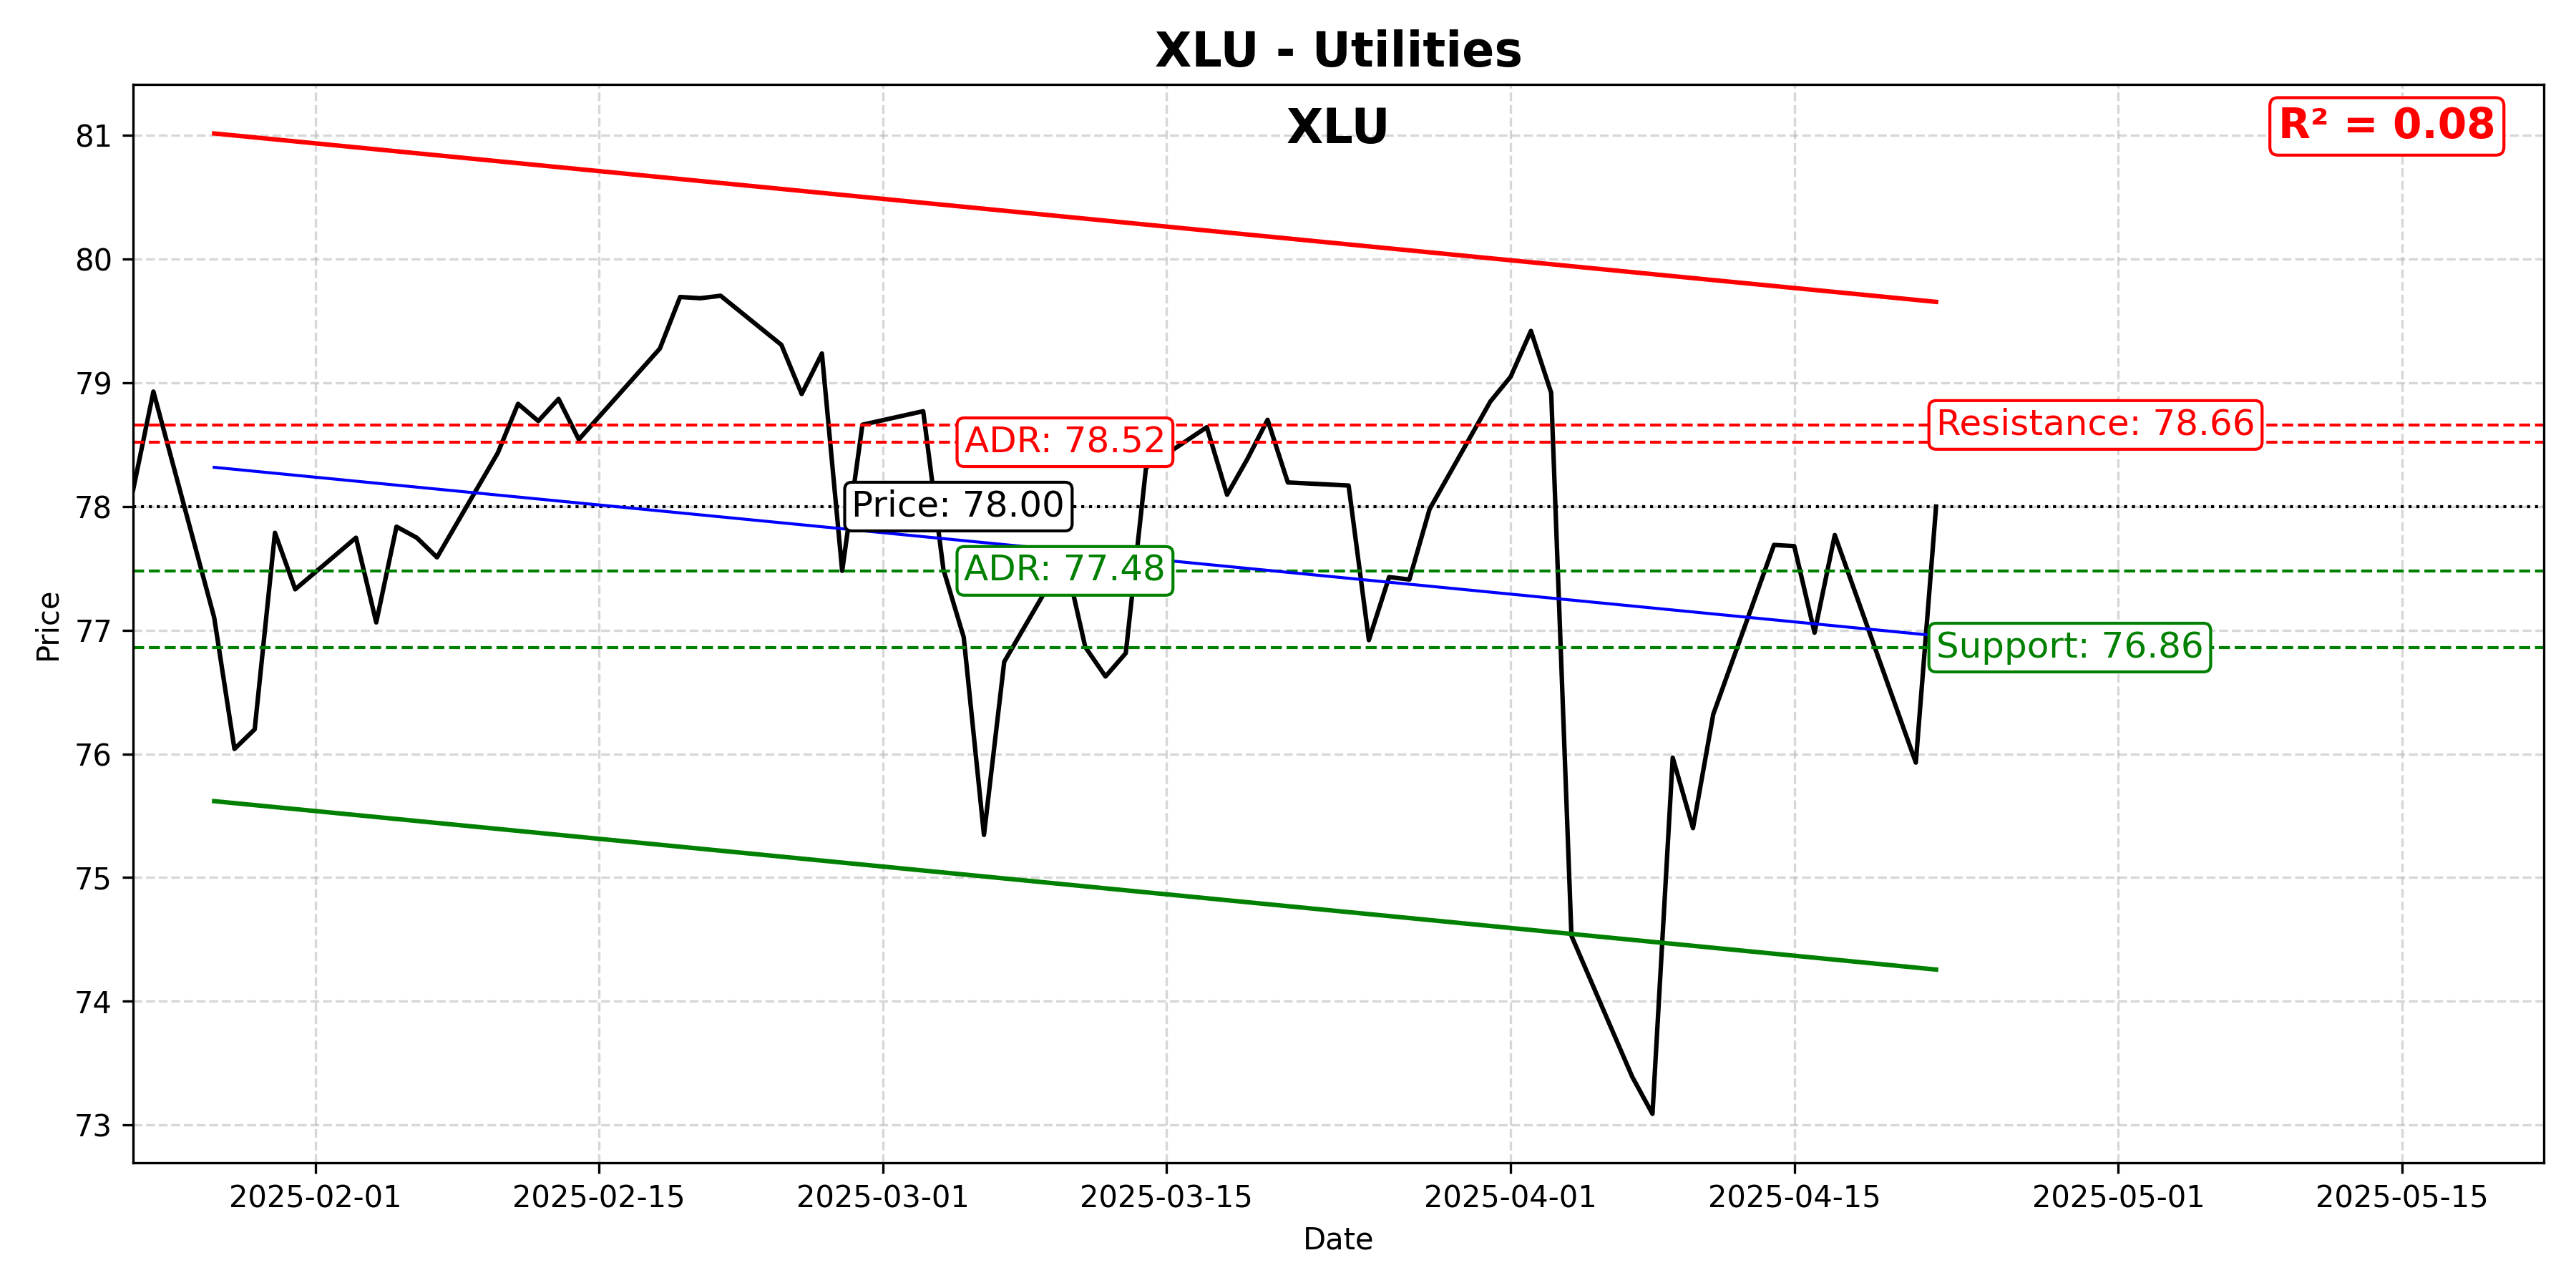 XLU - Utilities
XLU
R² = 0.08
81
80
79
78
77
76
75
74
73
Price
Resistance: 78.66
ADR: 78.52
Price: 78.00
ADR: 77.48
Support: 76.86
2025-02-01
2025-02-15
2025-03-01
2025-03-15
2025-04-01
2025-04-15
2025-05-01
2025-05-15
Date